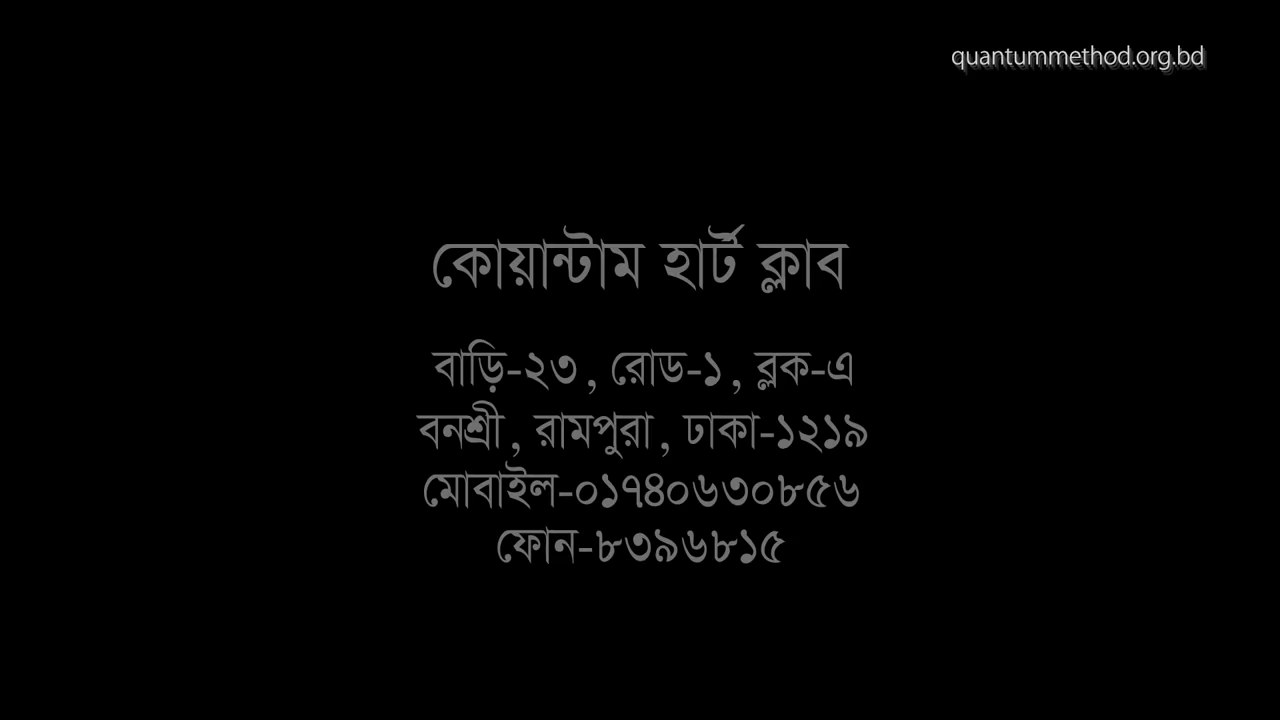 quantummethod.org.bd
কোয়ান্টাম হার্ট ক্লাব
বাড়ি-২৩, রোড-১, ব্লক-এ
বনশ্রী, রামপুরা, ঢাকা-১২১৯
মোবাইল-০১৭৪০৬৩০৮৫৬
ফোন-৮৩৯৬৮১৫